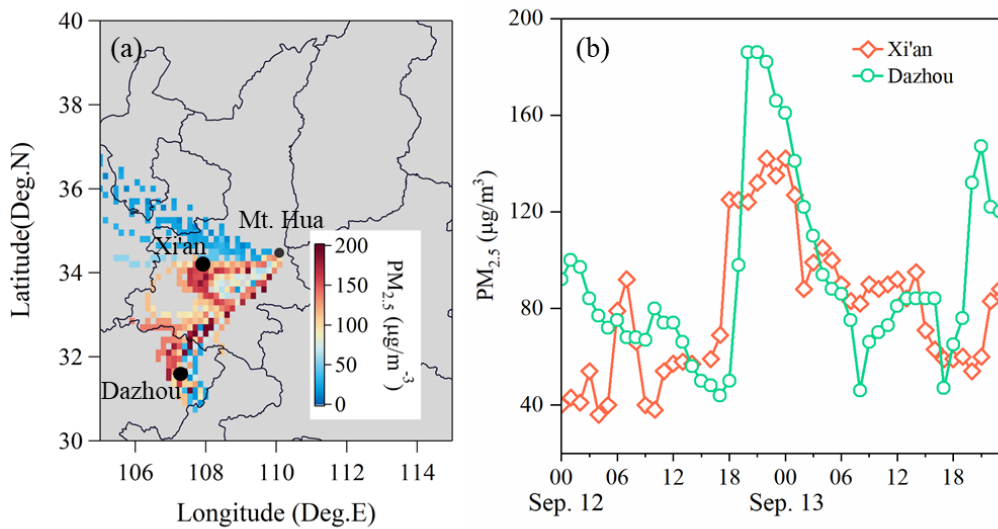 (a)
40
38
36
34
32
30
Latitude(Deg.N)
106
108
110
112
114
Longitude (Deg.E)
Mt. Hua
Xi'an
Dazhou
200
150
100
50
0
PM2.5 (μg/m-3)
(b)
Xi'an
Dazhou
200
160
120
80
40
PM2.5 (μg/m3)
00
06
12
18
00
06
12
18
Sep. 12
Sep. 13